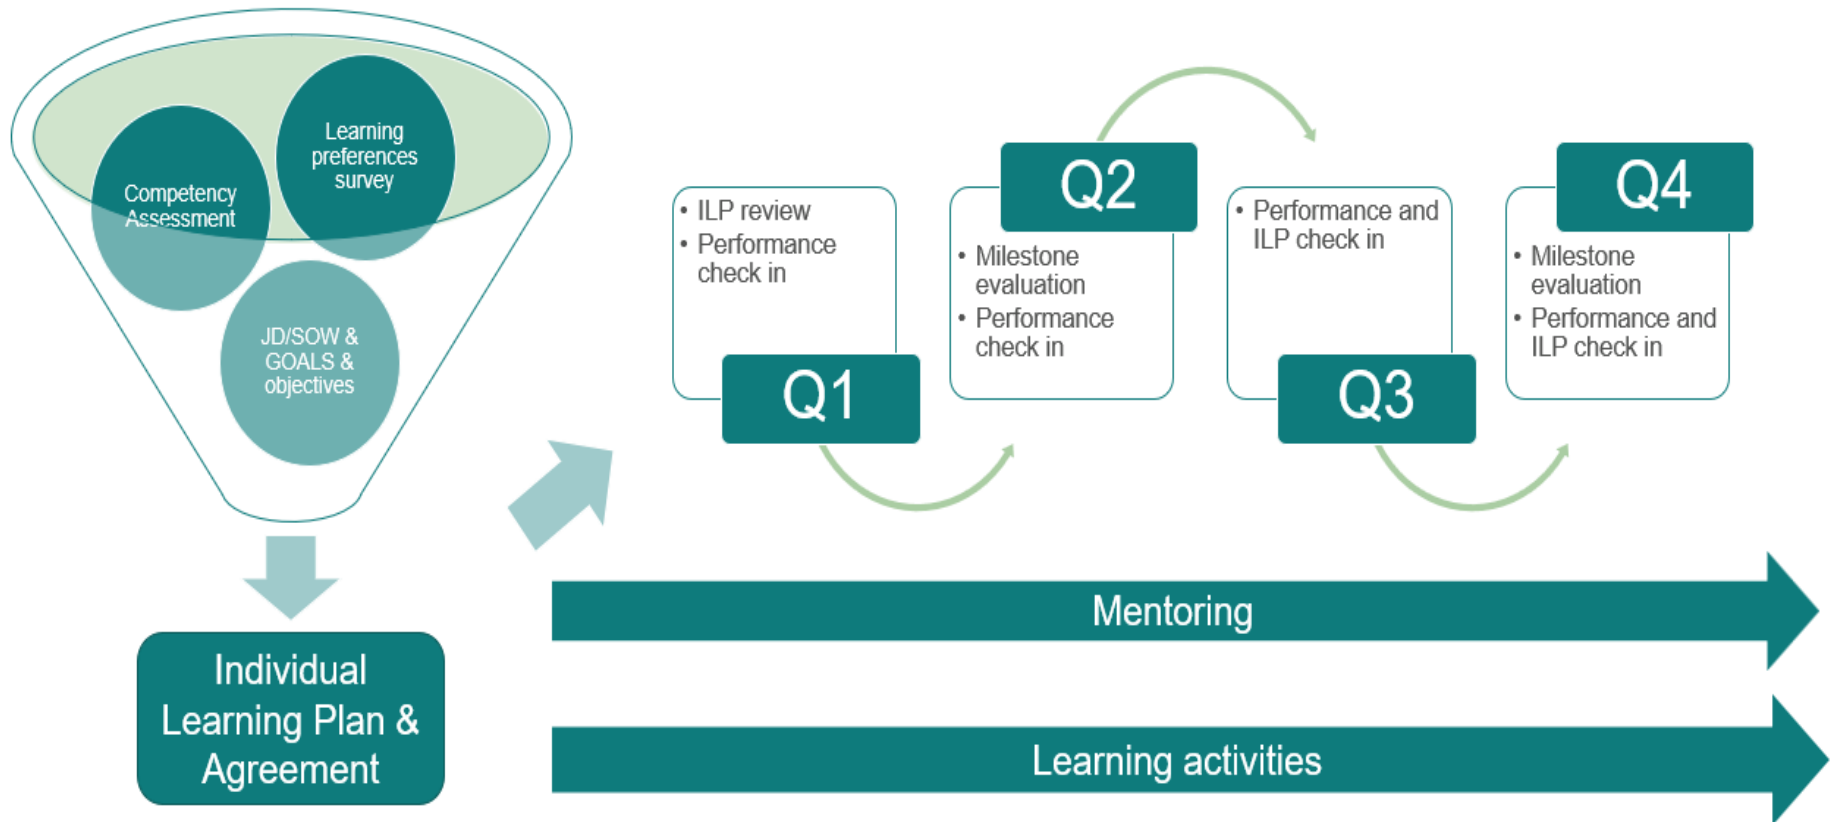 Learning
preferences
survey
Competency
Assessment
JD/SOW &
GOALS &
objectives
Individual
Learning Plan &
Agreement
• ILP review
• Performance
check in
Q1
Q2
• Milestone
evaluation
• Performance
check in
• Performance and
ILP check in
Q3
Q4
• Milestone
evaluation
• Performance and
ILP check in
Mentoring
Learning activities